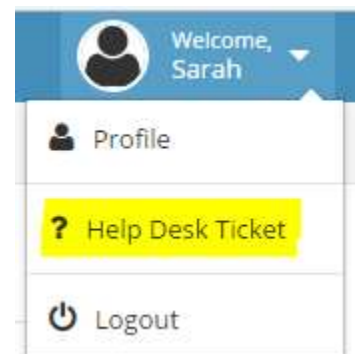 Welcome,
Sarah
Profile
? Help Desk Ticket
Logout